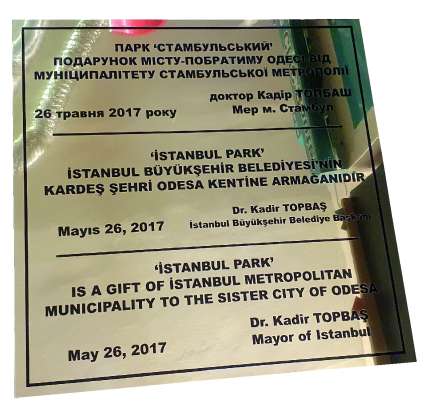 ПАРК ‘СТАМБУЛЬСЬКИЙ’
ПОДАРУНОК МІСТУ-ПОБРАТИМУ ОДЕСІ ВІД
МУНІЦИПАЛІТЕТУ СТАМБУЛЬСЬКОЇ МЕТРОПОЛІЇ
доктор Кадір ТОПБАШ
26 травня 2017 року
Мер м. Стамбул
‘İSTANBUL PARK’
İSTANBUL BÜYÜKŞEHİR BELEDİYESİ'NİN
KARDEŞ ŞEHRİ ODESA KENTİNE ARMAĞANIDIR
Dr. Kadir TOPBAŞ
Mayıs 26, 2017
İstanbul Büyükşehir Belediye Başkanı
‘İSTANBUL PARK’
IS A GIFT OF İSTANBUL METROPOLITAN
MUNICIPALITY TO THE SISTER CITY OF ODESA
Dr. Kadir TOPBAŞ
May 26, 2017
Mayor of Istanbul